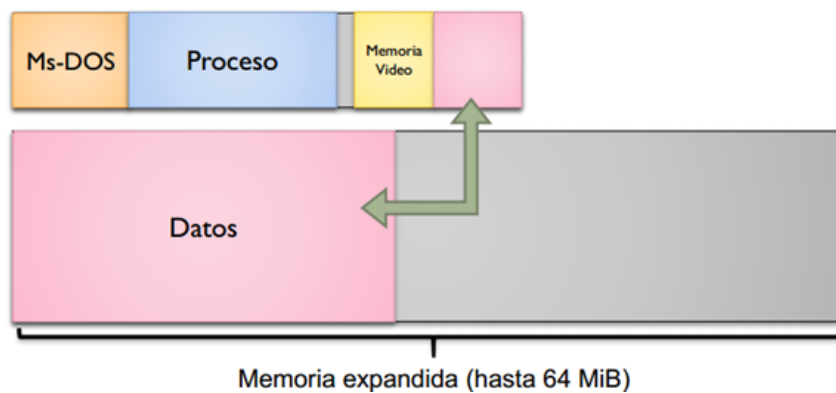 Ms-DOS
Proceso
Memoria
Video
Datos
Memoria expandida (hasta 64 MiB)